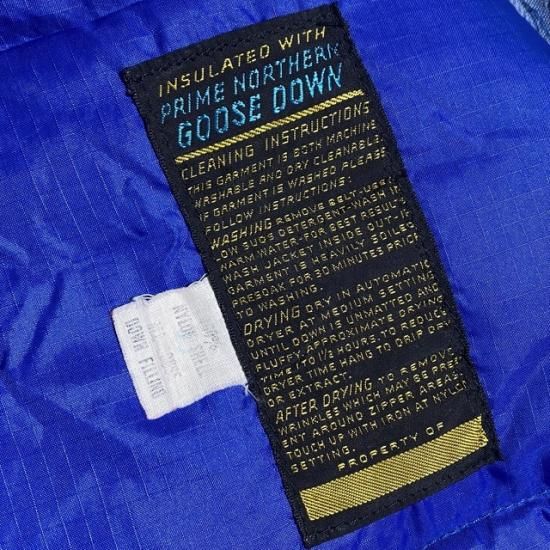 INSULATED WITH
PRIME NORTHERN
GOOSE DOWN
CLEANING INSTRUCTIONS
THIS GARMENT IS BOTH MACHINE
WASHABLE AND DRY CLEANABLE.
IF GARMENT IS WASHED PLEASE
FOLLOW INSTRUCTIONS:
WASHING REMOVE BELT-USE L
OW SUDS DETERGENT-WASH IN
WARM WATER-FOR BEST RESULTS
WASH JACKET INSIDE OUT-IF
GARMENT IS HEAVILY SOILED
PRESOAK FOR 30 MINUTES PRIOR
TO WASHING.
DRYING DRY IN AUTOMATIC
DRYER AT MEDIUM SETTING
UNTIL DOWN IS UNMATED AND
FLUFFY. APPROXIMATE DRYING
TIME 1 TO 1½ HOURS. TO REDUCE
DRYER TIME, HANG TO DRIP DRY
OR EXTRACT.
AFTER DRYING TO REMOVE
WRINKLES WHICH MAY BE PRES
ENT AROUND ZIPPER AREAS
TOUCH UP WITH IRON AT NYLON
SETTING.
PROPERTY OF
NYLON
DOWN FILLING